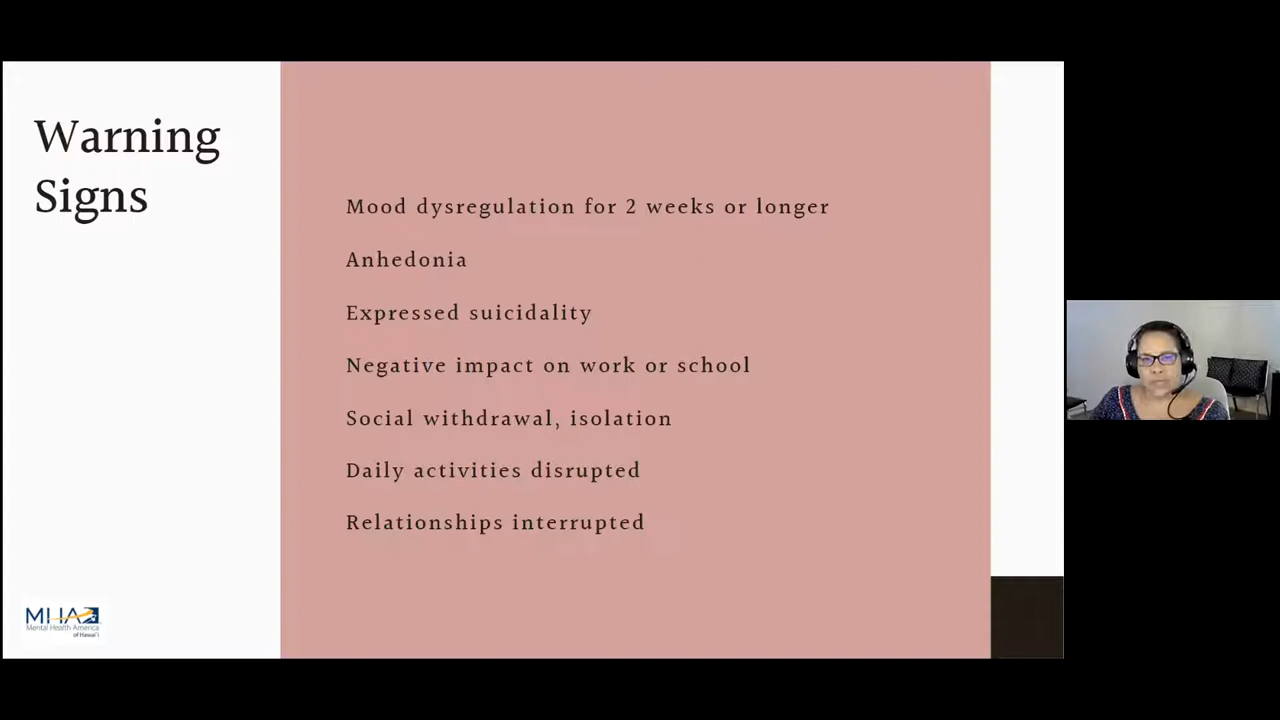 Warning
Signs
Mood dysregulation for 2 weeks or longer
Anhedonia
Expressed suicidality
Negative impact on work or school
Social withdrawal, isolation
Daily activities disrupted
Relationships interrupted
MHA
Mental Health America
of Hawai'i